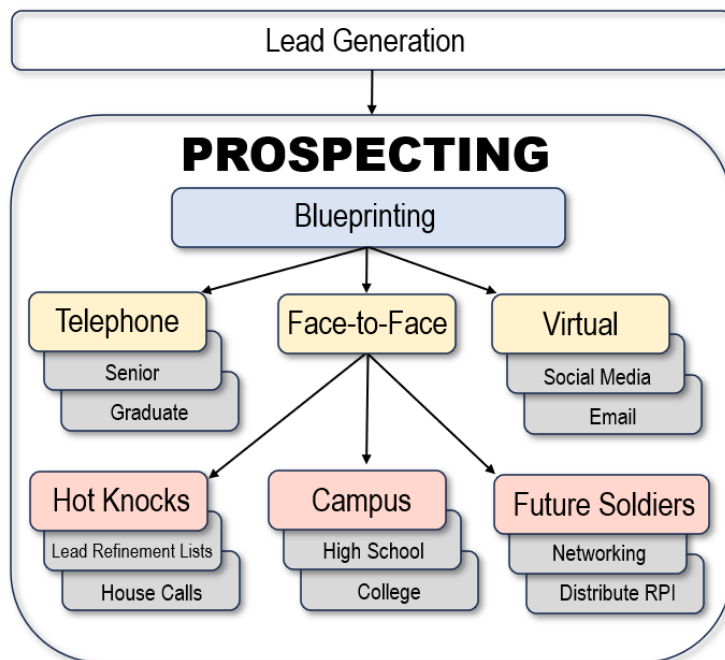 Lead Generation
PROSPECTING
Blueprinting
Telephone
Senior
Graduate
Face-to-Face
Virtual
Social Media
Email
Hot Knocks
Lead Refinement Lists
House Calls
Campus
High School
College
Future Soldiers
Networking
Distribute RPI